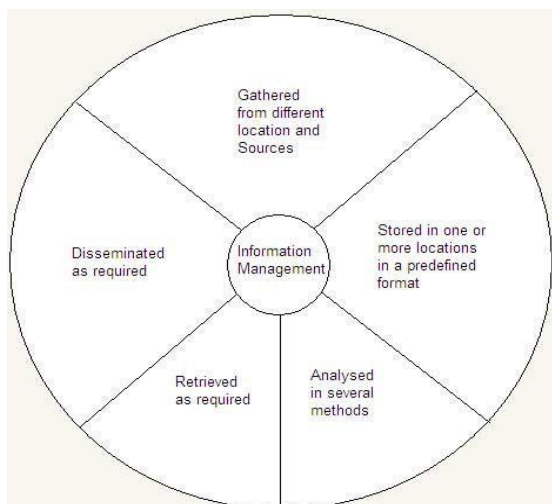 Gathered
from different
location and
Sources
Stored in one or
more locations
in a predefined
format
Analysed
in several
methods
Retrieved
as required
Disseminated
as required
Information
Management